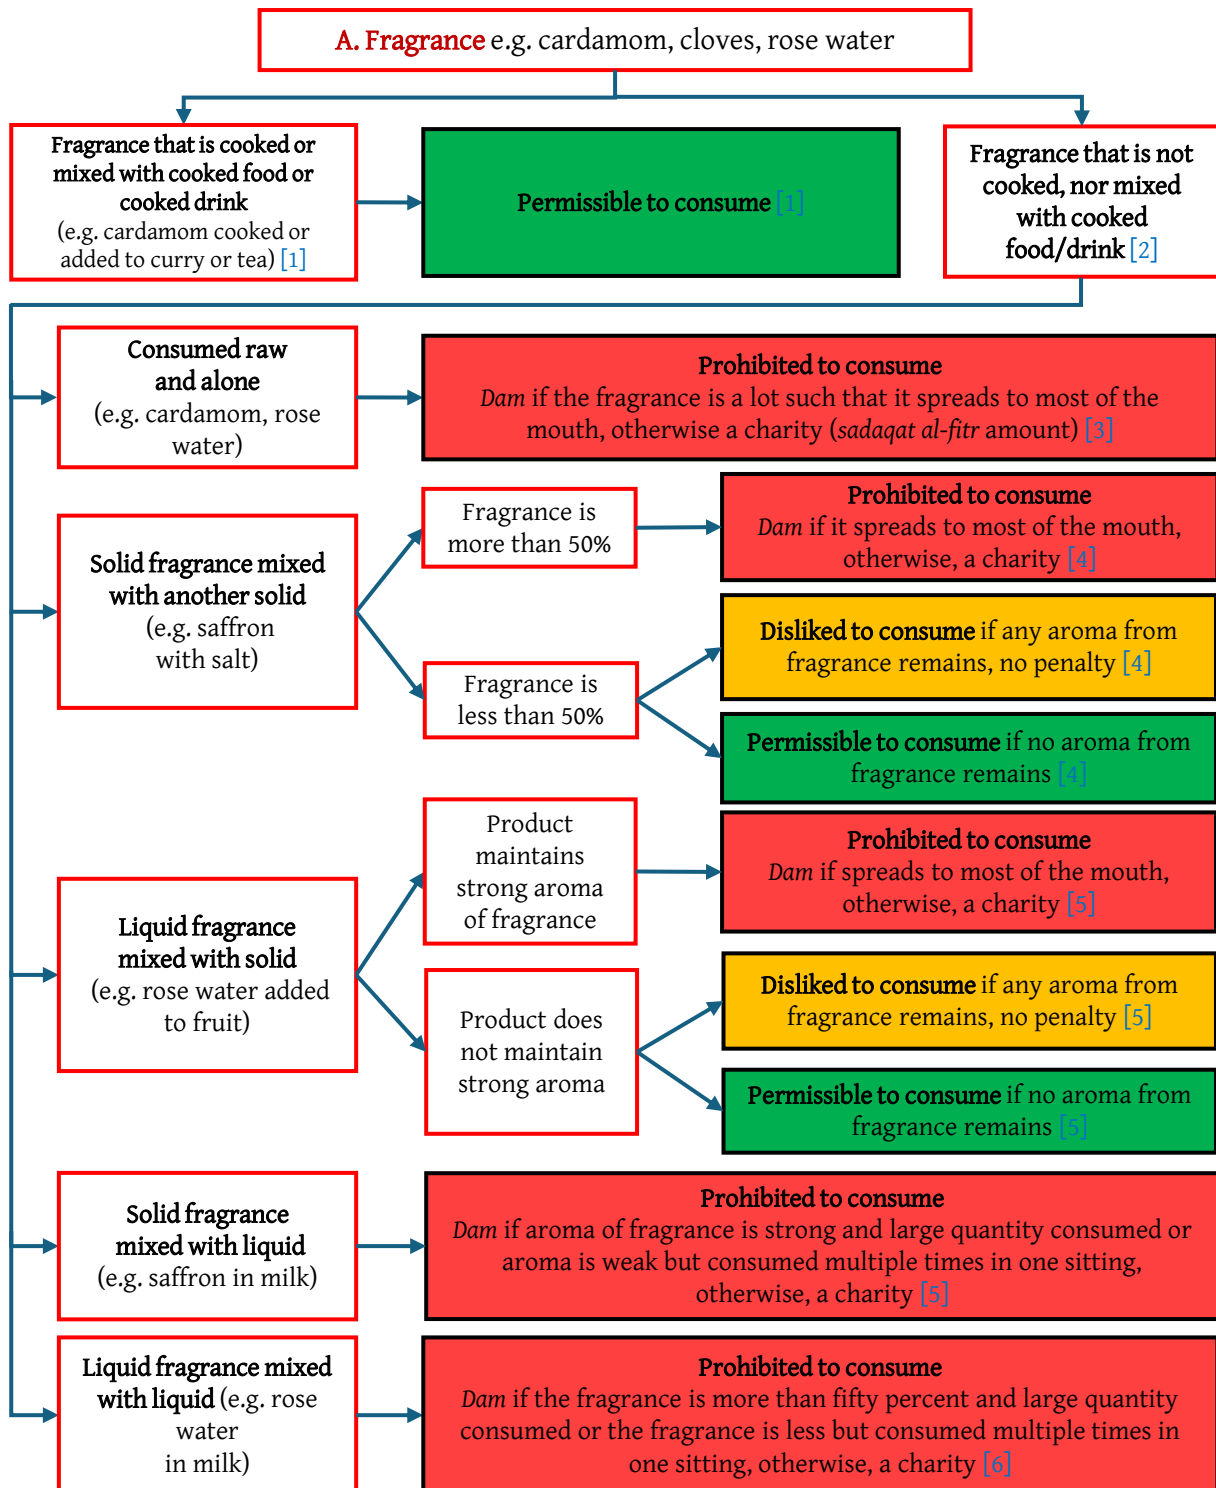 A. Fragrance e.g. cardamom, cloves, rose water
Fragrance that is cooked or
mixed with cooked food or
cooked drink
(e.g. cardamom cooked or
added to curry or tea) [1]
Permissible to consume [1]
Fragrance that is not
cooked, nor mixed
with cooked
food/drink [2]
Consumed raw
and alone
(e.g. cardamom, rose
water)
Prohibited to consume
Dam if the fragrance is a lot such that it spreads to most of the
mouth, otherwise a charity (sadaqat al-fitr amount) [3]
Solid fragrance mixed
with another solid
(e.g. saffron
with salt)
Fragrance is
more than 50%
Prohibited to consume
Dam if it spreads to most of the mouth,
otherwise, a charity [4]
Fragrance is
less than 50%
Disliked to consume if any aroma from
fragrance remains, no penalty [4]
Permissible to consume if no aroma from
fragrance remains [4]
Liquid fragrance
mixed with solid
(e.g. rose water added
to fruit)
Product
maintains
strong aroma
of fragrance
Prohibited to consume
Dam if spreads to most of the mouth,
otherwise, a charity [5]
Product does
not maintain
strong aroma
Disliked to consume if any aroma from
fragrance remains, no penalty [5]
Permissible to consume if no aroma from
fragrance remains [5]
Solid fragrance
mixed with liquid
(e.g. saffron in milk)
Prohibited to consume
Dam if aroma of fragrance is strong and large quantity consumed or
aroma is weak but consumed multiple times in one sitting,
otherwise, a charity [5]
Liquid fragrance mixed
with liquid (e.g. rose
water
in milk)
Prohibited to consume
Dam if the fragrance is more than fifty percent and large quantity
consumed or the fragrance is less but consumed multiple times in
one sitting, otherwise, a charity [6]